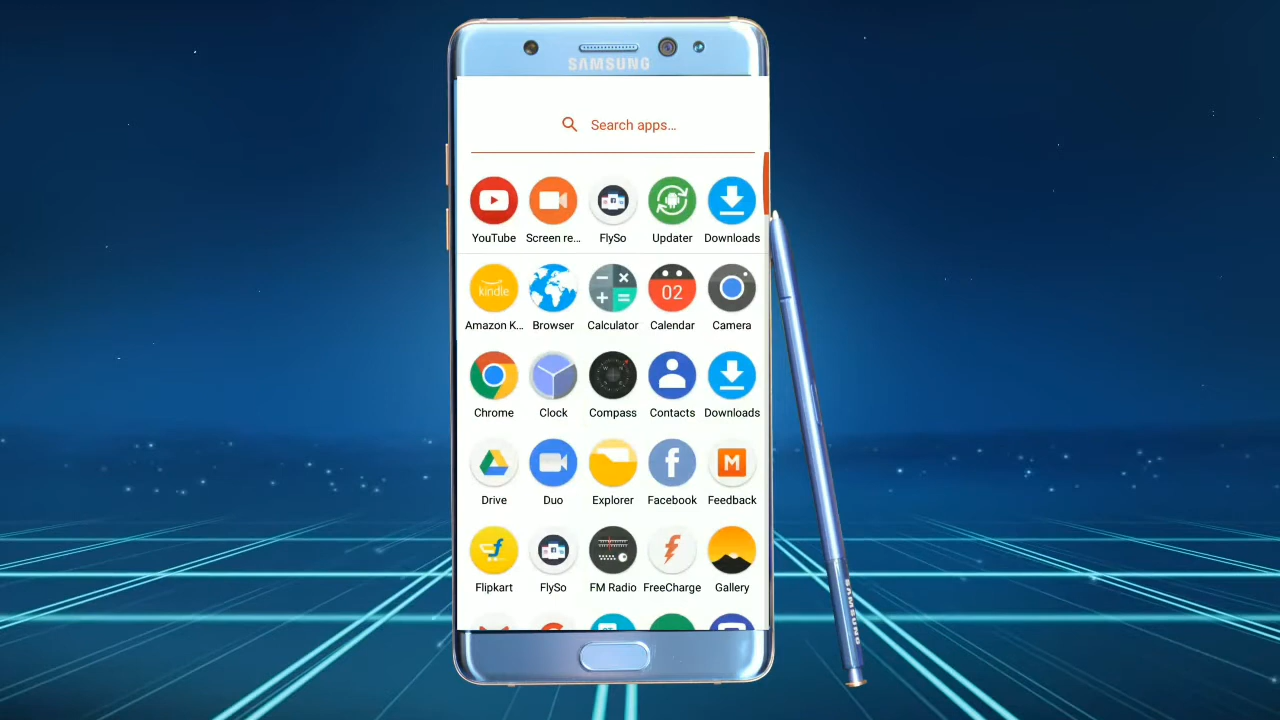 SAMSUNG
Search apps...
YouTube Screen re... FlySo Updater Downloads
kindle 02
Amazon K... Browser Calculator Calendar Camera
Chrome Clock Compass Contacts Downloads
Drive Duo Explorer Facebook Feedback
Flipkart FlySo FM Radio FreeCharge Gallery
SAMSUNG